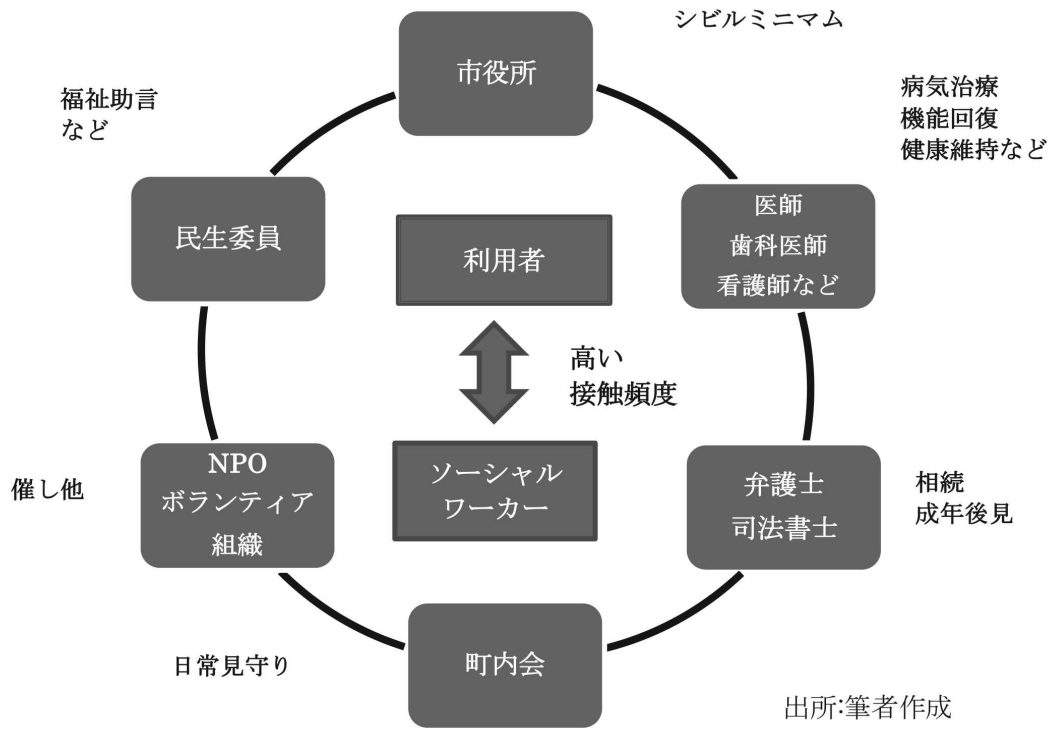 シビルミニマム
市役所
福祉助言
など
病気治療
機能回復
健康維持など
民生委員
利用者
医師
歯科医師
看護師など
高い
接触頻度
催し他
NPO
ボランティア
組織
ソーシャル
ワーカー
弁護士
司法書士
相続
成年後見
日常見守り
町内会
出所:筆者作成